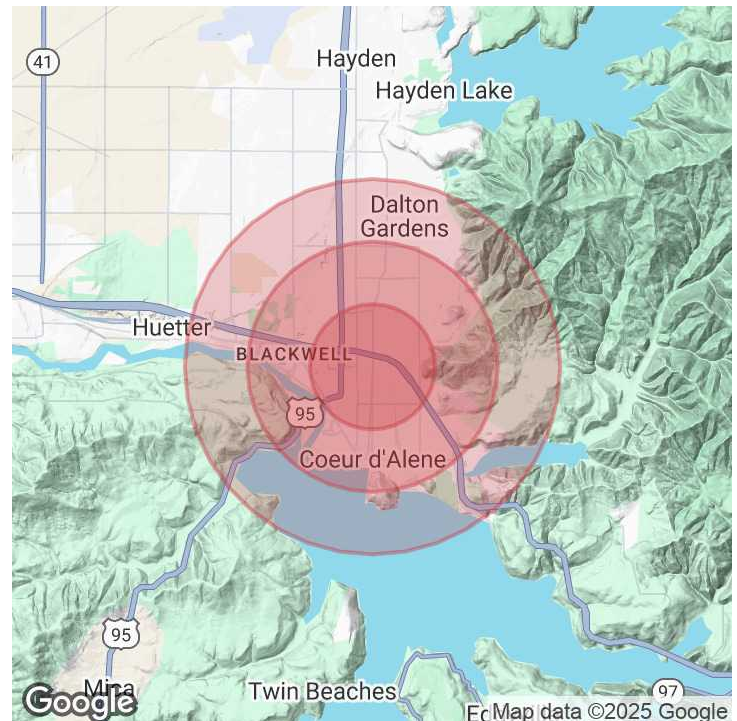 41
Hayden
Hayden Lake
Dalton
Gardens
Huetter
BLACKWELL
95
Coeur d'Alene
95
Mica
Twin Beaches
97
Google
Map data ©2025 Google